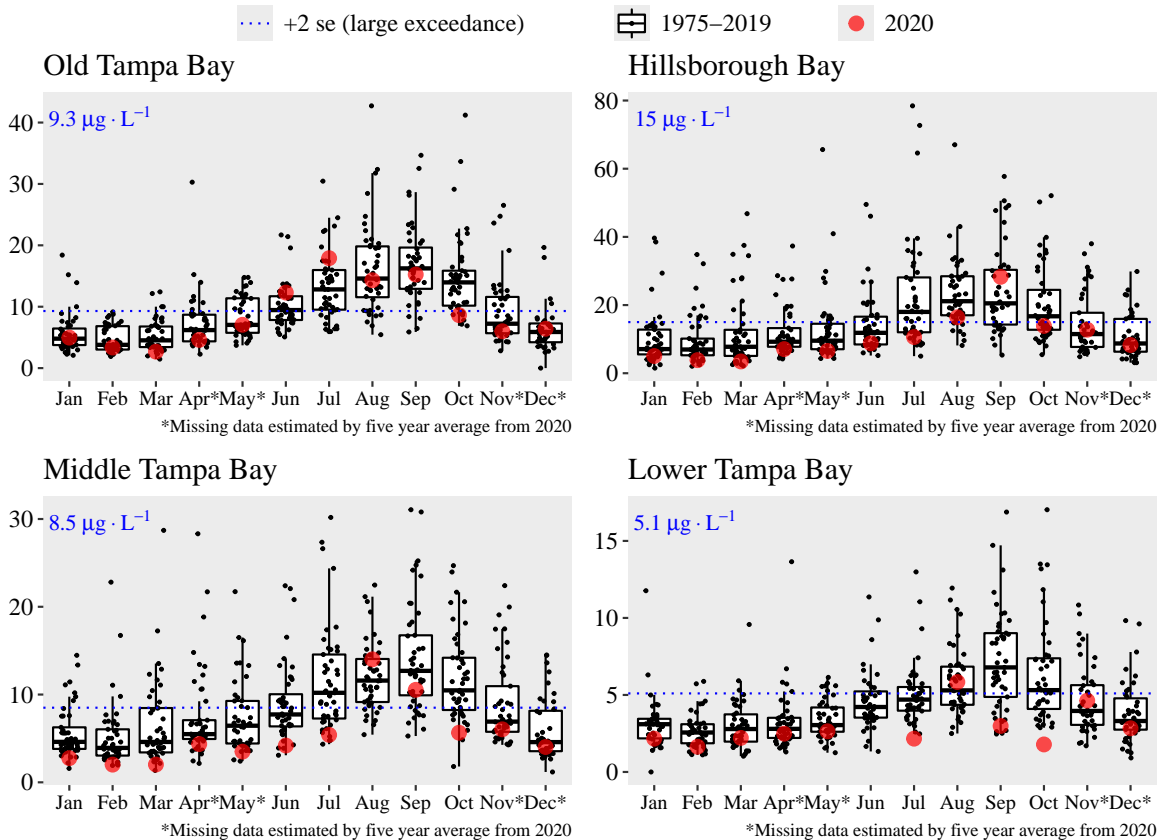 +2 se (large exceedance) 1975–2019 2020
Old Tampa Bay
9.3 μg · L⁻¹
40
30
20
10
0
Jan Feb Mar Apr* May* Jun Jul Aug Sep Oct Nov* Dec*
*Missing data estimated by five year average from 2020
Hillsborough Bay
15 μg · L⁻¹
80
60
40
20
0
Jan Feb Mar Apr* May* Jun Jul Aug Sep Oct Nov* Dec*
*Missing data estimated by five year average from 2020
Middle Tampa Bay
8.5 μg · L⁻¹
30
20
10
0
Jan Feb Mar Apr* May* Jun Jul Aug Sep Oct Nov* Dec*
*Missing data estimated by five year average from 2020
Lower Tampa Bay
5.1 μg · L⁻¹
15
10
5
0
Jan Feb Mar Apr* May* Jun Jul Aug Sep Oct Nov* Dec*
*Missing data estimated by five year average from 2020